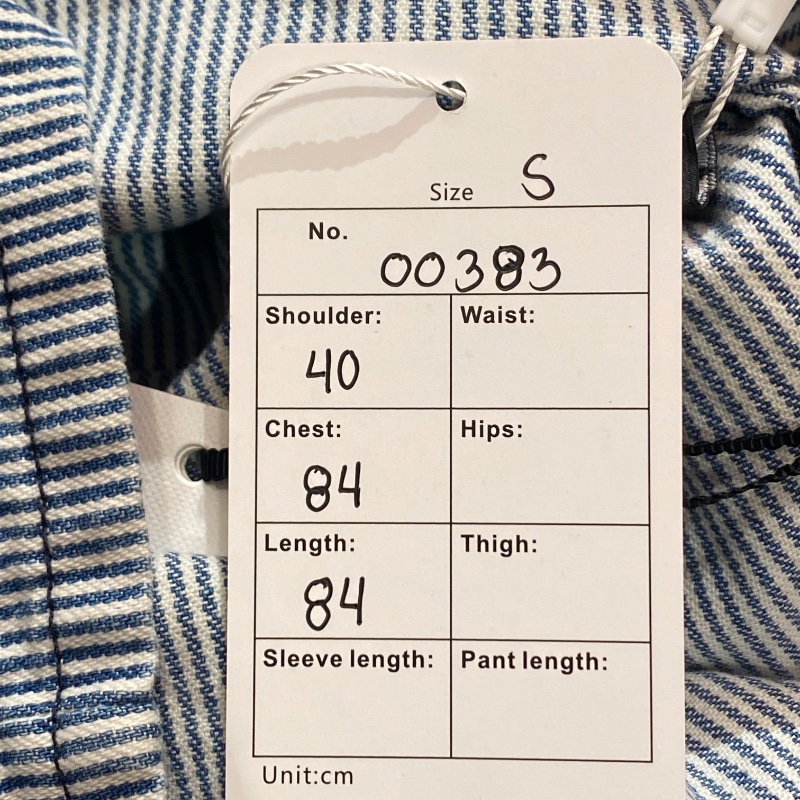 Size S
No.
00383
Shoulder: Waist:
40
Chest: Hips:
84
Length: Thigh:
84
Sleeve length: Pant length:
Unit:cm